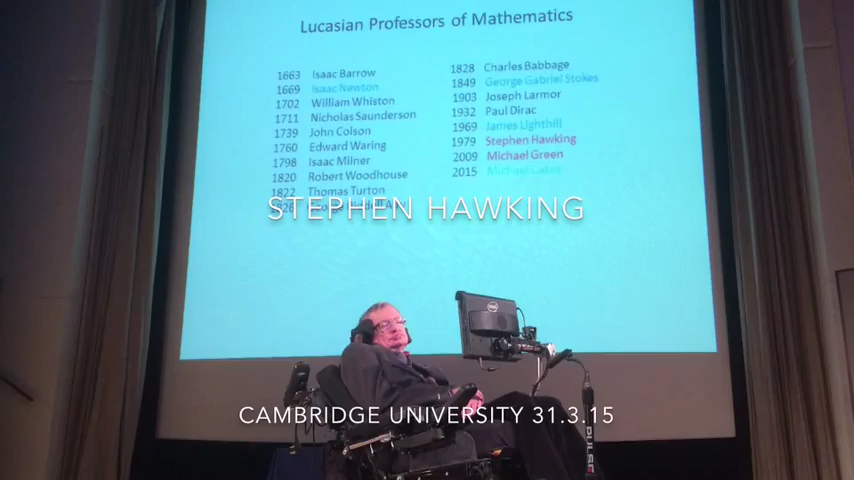 Lucasian Professors of Mathematics
1663 Isaac Barrow
1669 Isaac Newton
1702 William Whiston
1711 Nicholas Saunderson
1739 John Colson
1760 Edward Waring
1798 Isaac Milner
1820 Robert Woodhouse
1822 Thomas Turton
1828 Charles Babbage
1849 George Gabriel Stokes
1903 Joseph Larmor
1932 Paul Dirac
1969 James Lighthill
1979 Stephen Hawking
2009 Michael Green
2015 Michael
STEPHEN HAWKING
DELL
CAMBRIDGE UNIVERSITY 31.3.15
PULSE